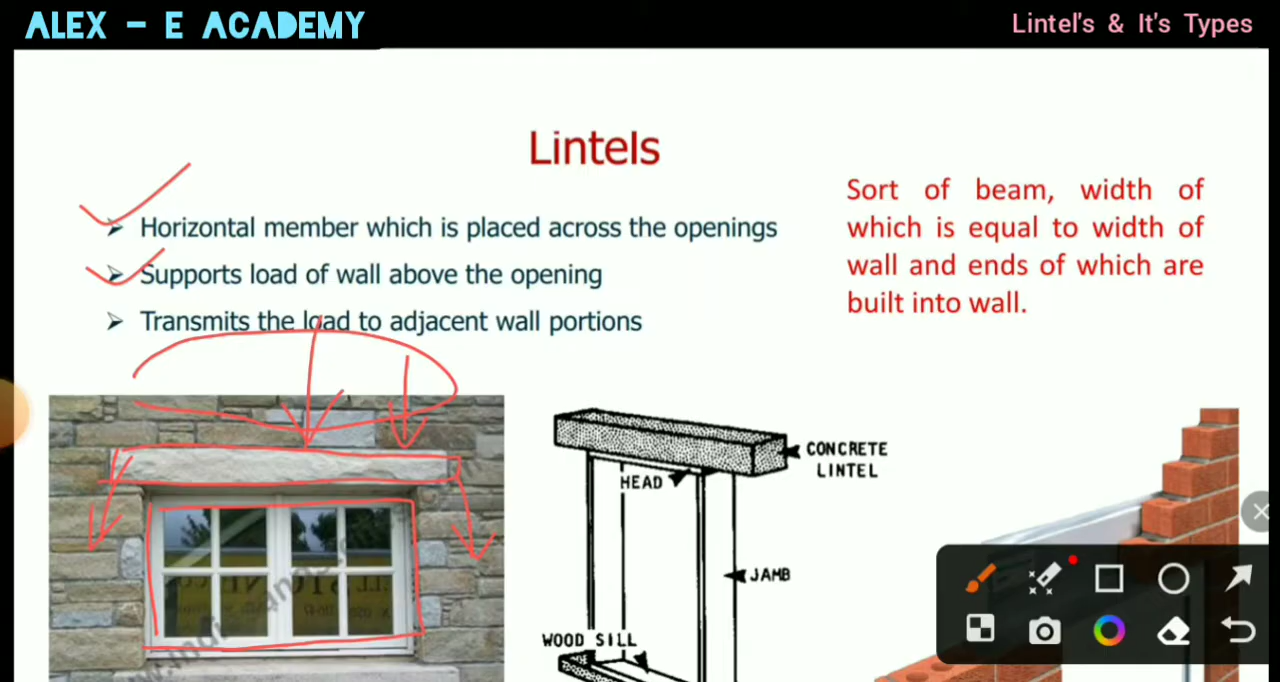 ALEX - E ACADEMY
Lintel's & It's Types
Lintels
Horizontal member which is placed across the openings
Supports load of wall above the opening
Transmits the load to adjacent wall portions
Sort of beam, width of
which is equal to width of
wall and ends of which are
built into wall.
CONCRETE
LINTEL
HEAD
JAMB
WOOD SILL